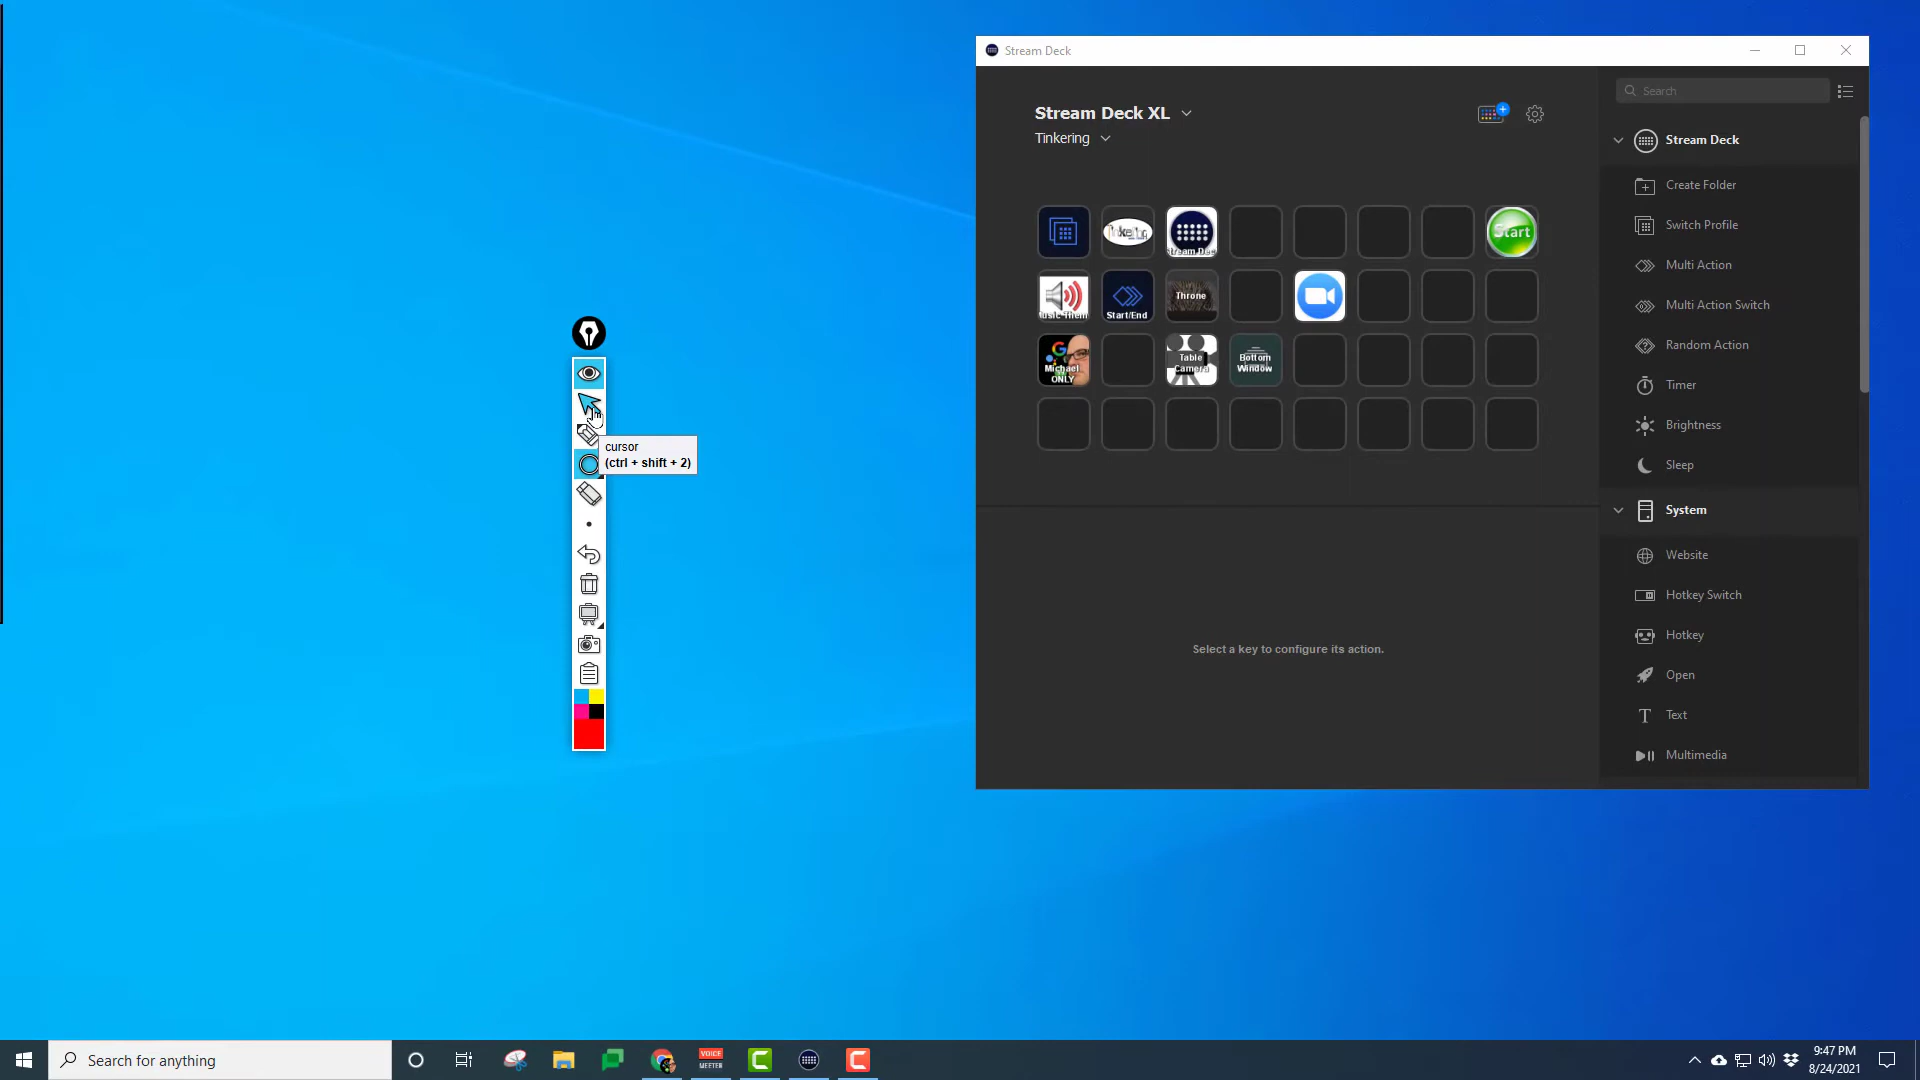 Stream Deck
Stream Deck XL
Tinkering
Search
Stream Deck
Create Folder
Switch Profile
Multi Action
Multi Action Switch
Random Action
Timer
Brightness
Sleep
System
Website
Hotkey Switch
Hotkey
Open
Text
Multimedia
Start
Start/End
Throne
Michael
ONLY
Table
Camera
Bottom
Window
Select a key to configure its action.
cursor
(ctrl + shift + 2)
Search for anything
VOICE
MEETER
9:47 PM
8/24/2021